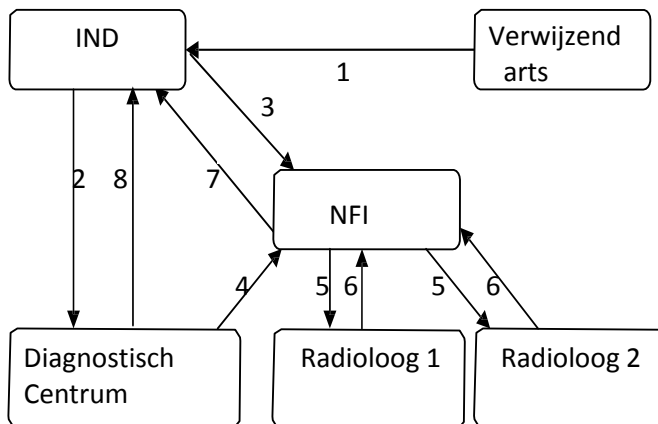 IND
Verwijzend
arts
1
3
2
8
7
NFI
4
5
6
5
6
Diagnostisch
Centrum
Radioloog 1
Radioloog 2